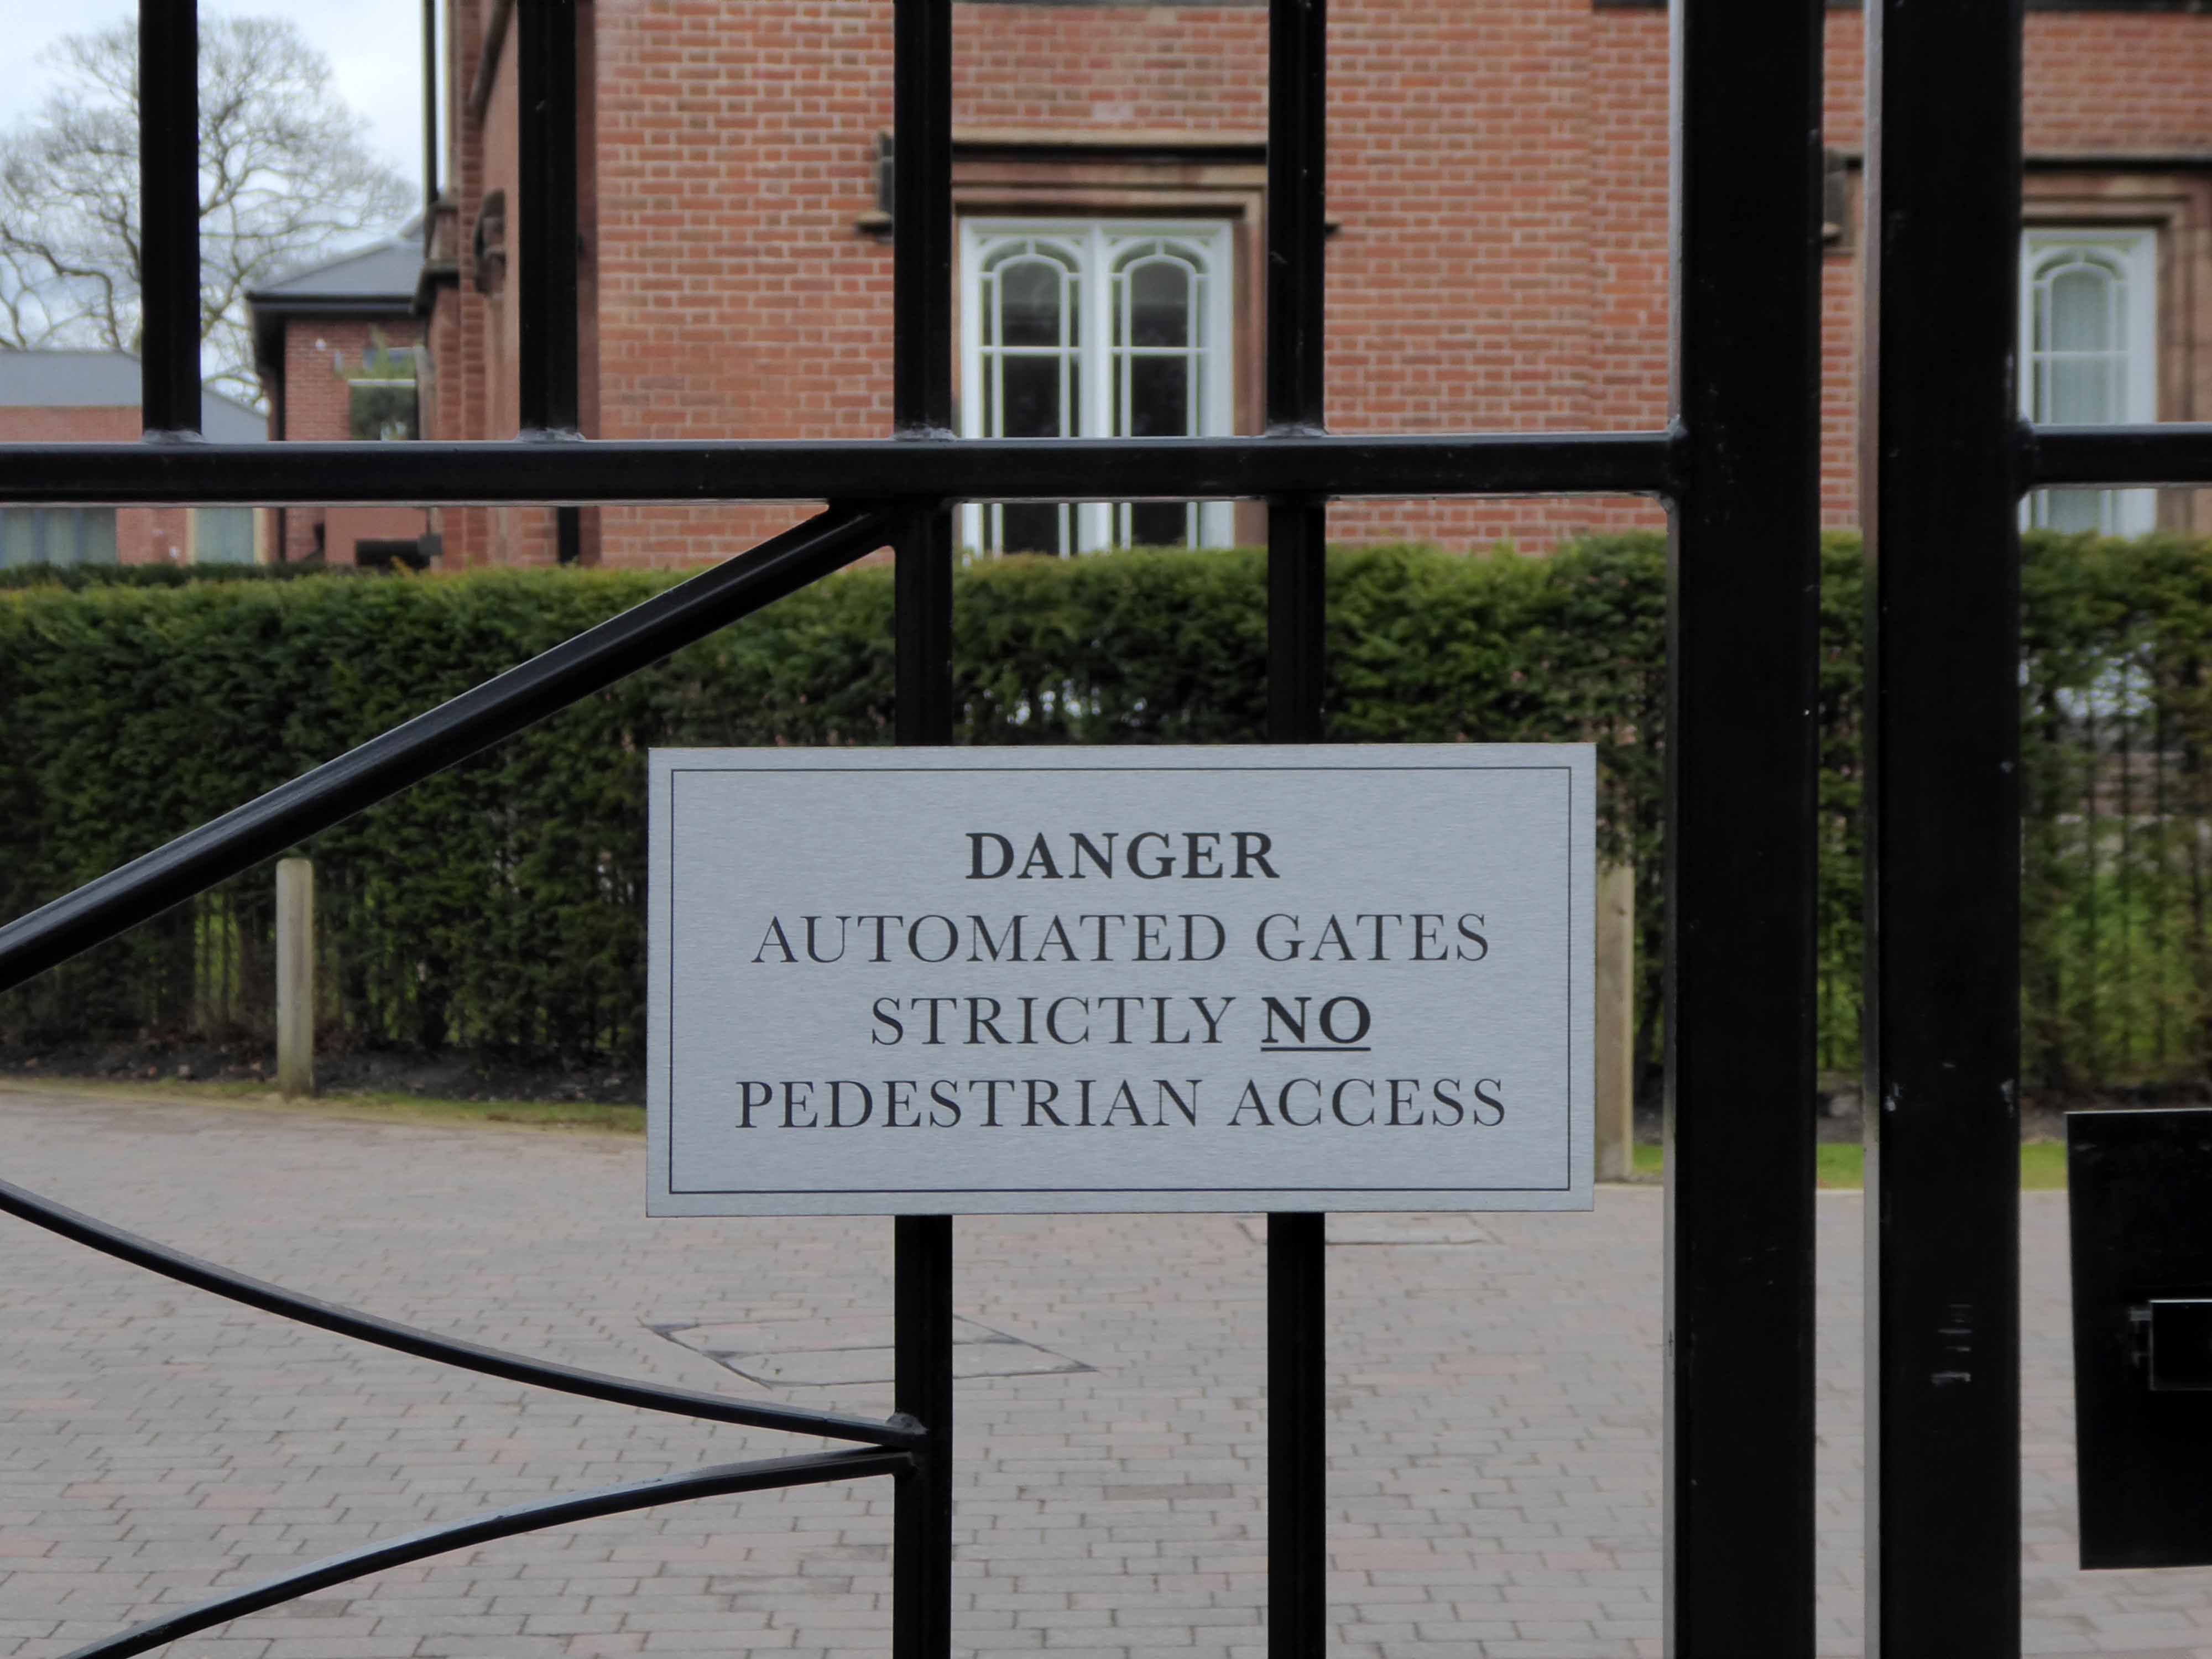 DANGER
AUTOMATED GATES
STRICTLY NO
PEDESTRIAN ACCESS